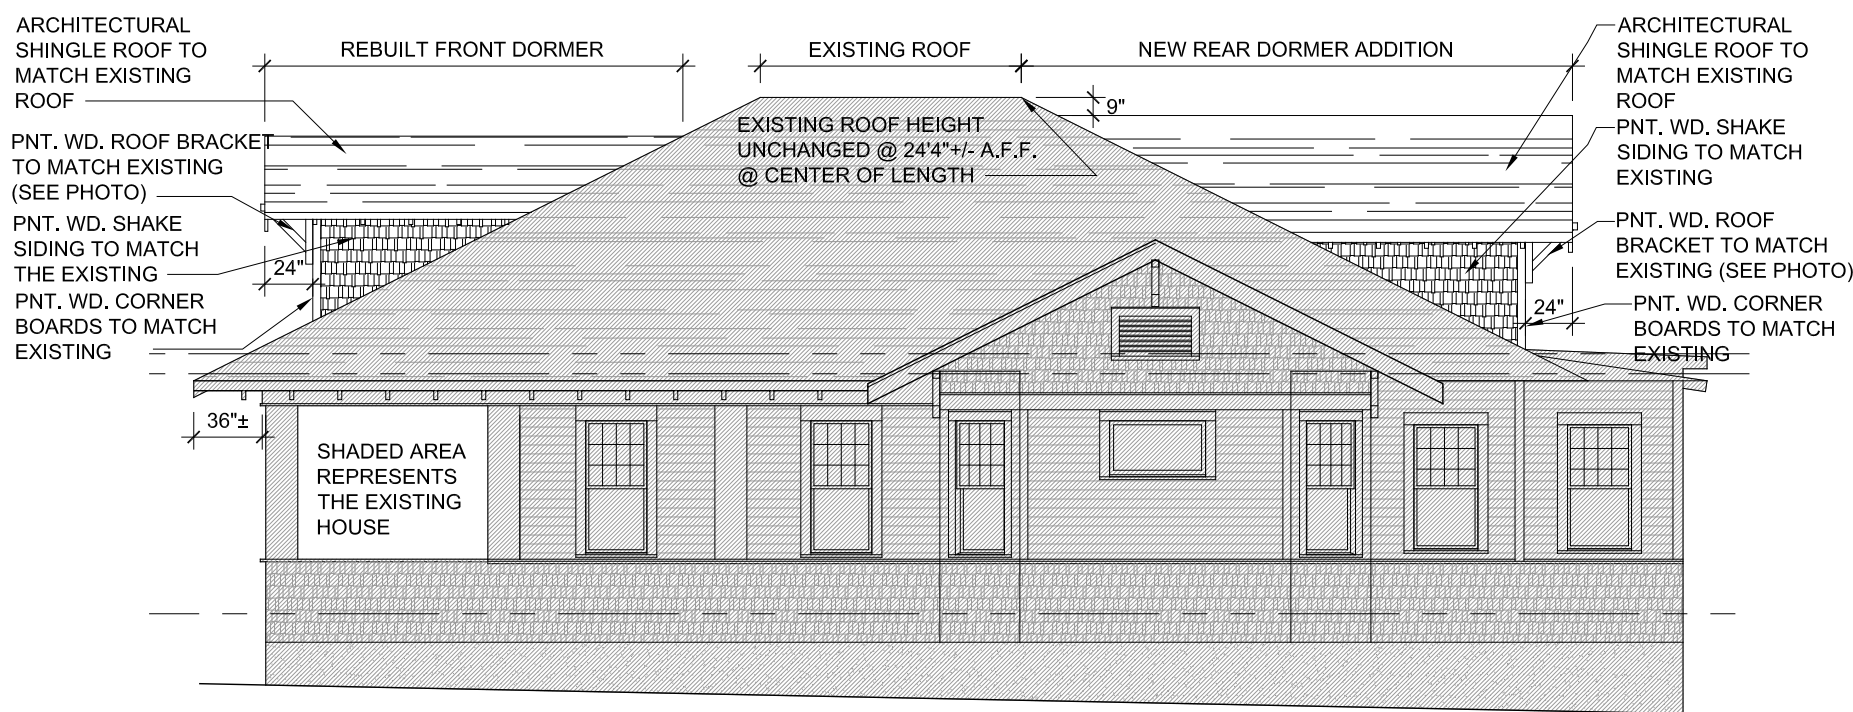 ARCHITECTURAL
SHINGLE ROOF TO
MATCH EXISTING
ROOF
REBUILT FRONT DORMER
EXISTING ROOF
NEW REAR DORMER ADDITION
ARCHITECTURAL
SHINGLE ROOF TO
MATCH EXISTING
ROOF
9"
EXISTING ROOF HEIGHT
UNCHANGED @ 24'4"+/- A.F.F.
@ CENTER OF LENGTH
PNT. WD. ROOF BRACKET
TO MATCH EXISTING
(SEE PHOTO)
PNT. WD. SHAKE
SIDING TO MATCH
THE EXISTING
24"
PNT. WD. CORNER
BOARDS TO MATCH
EXISTING
PNT. WD. SHAKE
SIDING TO MATCH
EXISTING
PNT. WD. ROOF
BRACKET TO MATCH
EXISTING (SEE PHOTO)
24"
PNT. WD. CORNER
BOARDS TO MATCH
EXISTING
36"±
SHADED AREA
REPRESENTS
THE EXISTING
HOUSE